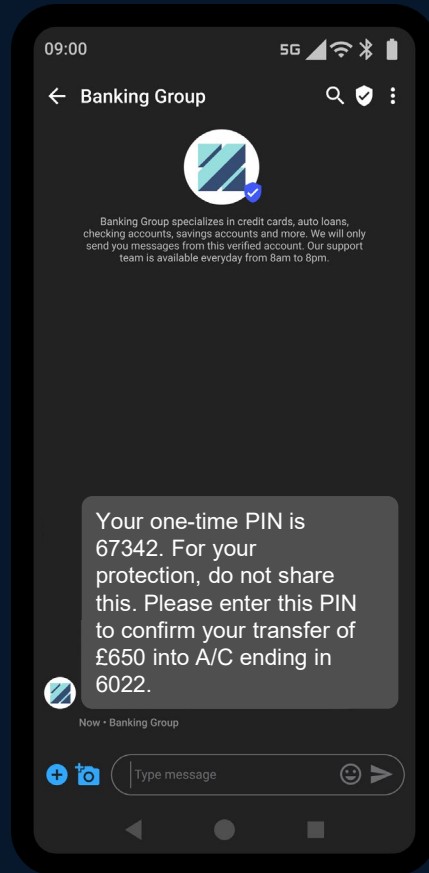 09:00 5G
Banking Group
Banking Group specializes in credit cards, auto loans,
checking accounts, savings accounts and more. We will only
send you messages from this verified account. Our support
team is available everyday from 8am to 8pm.
Your one-time PIN is
67342. For your
protection, do not share
this. Please enter this PIN
to confirm your transfer of
£650 into A/C ending in
6022.
Now • Banking Group
Type message